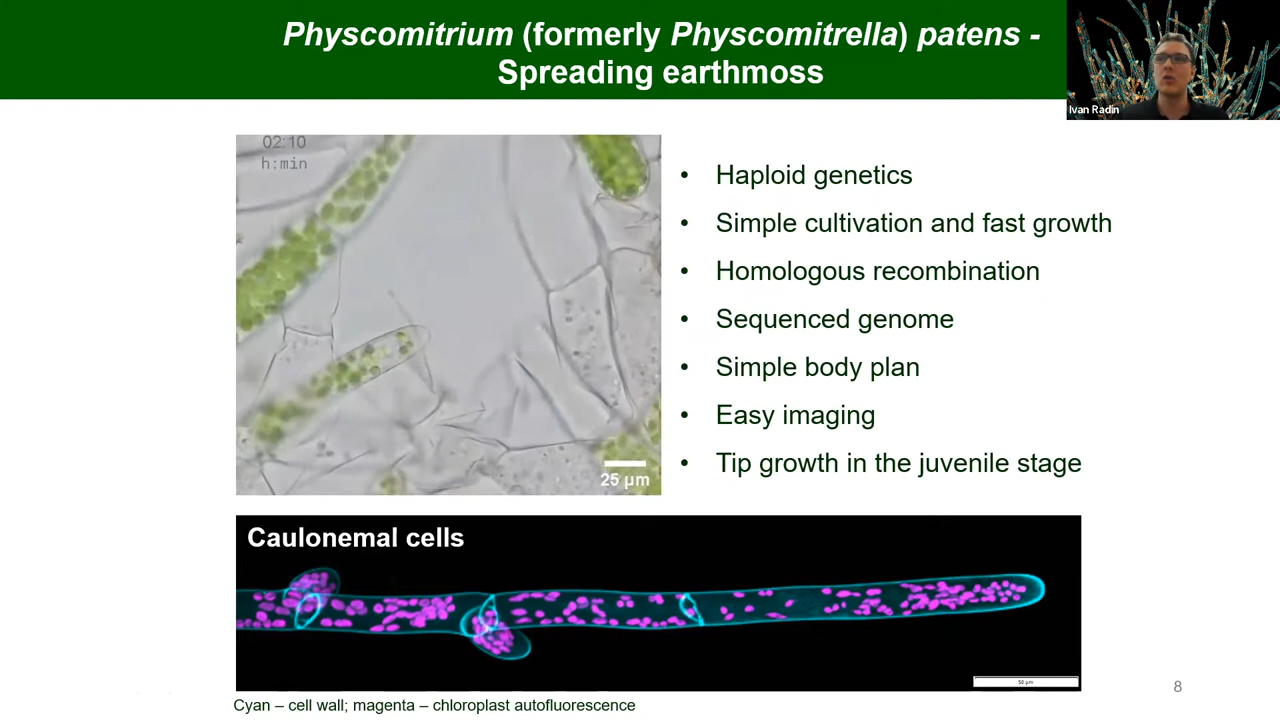 Physcomitrium (formerly Physcomitrella) patens -
Spreading earthmoss
Ivan Radin
02:10
h:min
25 µm
• Haploid genetics
• Simple cultivation and fast growth
• Homologous recombination
• Sequenced genome
• Simple body plan
• Easy imaging
• Tip growth in the juvenile stage
Caulonemal cells
50 µm
Cyan – cell wall; magenta – chloroplast autofluorescence
8